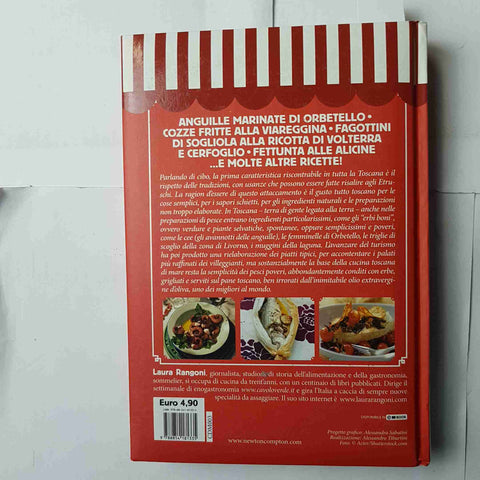 ANGUILLE MARINATE DI ORBETELLO •
COZZE FRITTE ALLA VIAREGGINA • FAGOTTINI
DI SOGLIOLA ALLA RICOTTA DI VOLTERRA
E CERFOGLIO • FETTUNTA ALLE ALICINE
...E MOLTE ALTRE RICETTE!
Parlando di cibo, la prima caratteristica riscontrabile in tutta la Toscana è il
rispetto delle tradizioni, con usanze che possono essere fatte risalire agli Etru-
schi. La ragion d'essere di questo attaccamento è il gusto tutto toscano per le
cose semplici, per i sapori schietti, per gli ingredienti naturali e le preparazioni
non troppo elaborate. In Toscana – terra di gente legata alla terra – anche nelle
preparazioni di pesce entrano ingredienti particolarissimi, come gli "erbi boni",
ovvero verdure e piante selvatiche, spontanee, oppure semplicissimi e poveri,
come le cee (gli avannotti delle anguille), le femminelle di Orbetello, le triglie di
scoglio della zona di Livorno, i muggini della laguna. L'avanzare del turismo
ha poi prodotto una rielaborazione dei piatti tipici, per accontentare i palati
più raffinati dei villeggianti, ma sostanzialmente la base della cucina toscana
di mare resta la semplicità dei pesci poveri, abbondantemente conditi con erbe,
grigliati e serviti sul pane toscano, ben irrorati dall'inimitabile olio extravergi-
ne d'oliva, uno dei migliori al mondo.
Laura Rangoni, giornalista, studiosa di storia dell'alimentazione e della gastronomia,
sommelier, si occupa di cucina da trent'anni, con un centinaio di libri pubblicati. Dirige il
settimanale di enogastronomia www.cavoloverde.it e gira l'Italia a caccia di sempre nuove
specialità da assaggiare. Il suo sito internet è www.laurarangoni.com
Euro 4,90
DISPONIBILE IN BOOK
Progetto grafico: Alessandra Sabatini
Realizzazione: Alessandro Tiburtini
Foto: © Azier/Shutterstock.com
www.newtoncompton.com